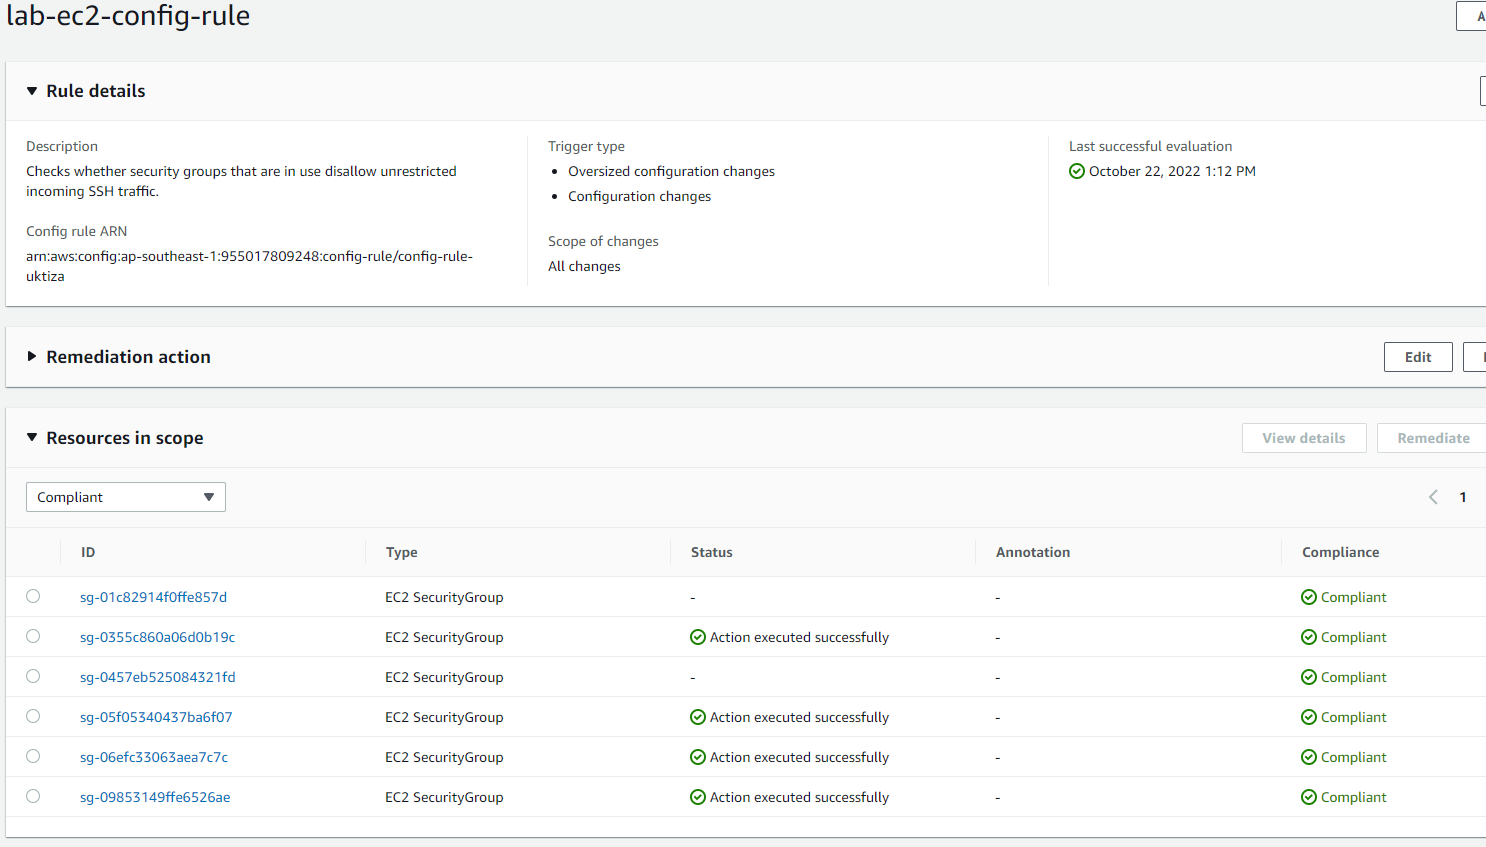 lab-ec2-config-rule
A
Rule details
Description
Checks whether security groups that are in use disallow unrestricted
incoming SSH traffic.
Config rule ARN
arn:aws:config:ap-southeast-1:955017809248:config-rule/config-rule-
uktiza
Trigger type
Oversized configuration changes
Configuration changes
Scope of changes
All changes
Last successful evaluation
October 22, 2022 1:12 PM
Remediation action
Edit
Resources in scope
View details
Remediate
Compliant
1
ID Type Status Annotation Compliance
sg-01c82914f0ffe857d EC2 SecurityGroup - - Compliant
sg-0355c860a06d0b19c EC2 SecurityGroup Action executed successfully - Compliant
sg-0457eb525084321fd EC2 SecurityGroup - - Compliant
sg-05f05340437ba6f07 EC2 SecurityGroup Action executed successfully - Compliant
sg-06efc33063aea7c7c EC2 SecurityGroup Action executed successfully - Compliant
sg-09853149ffe6526ae EC2 SecurityGroup Action executed successfully - Compliant